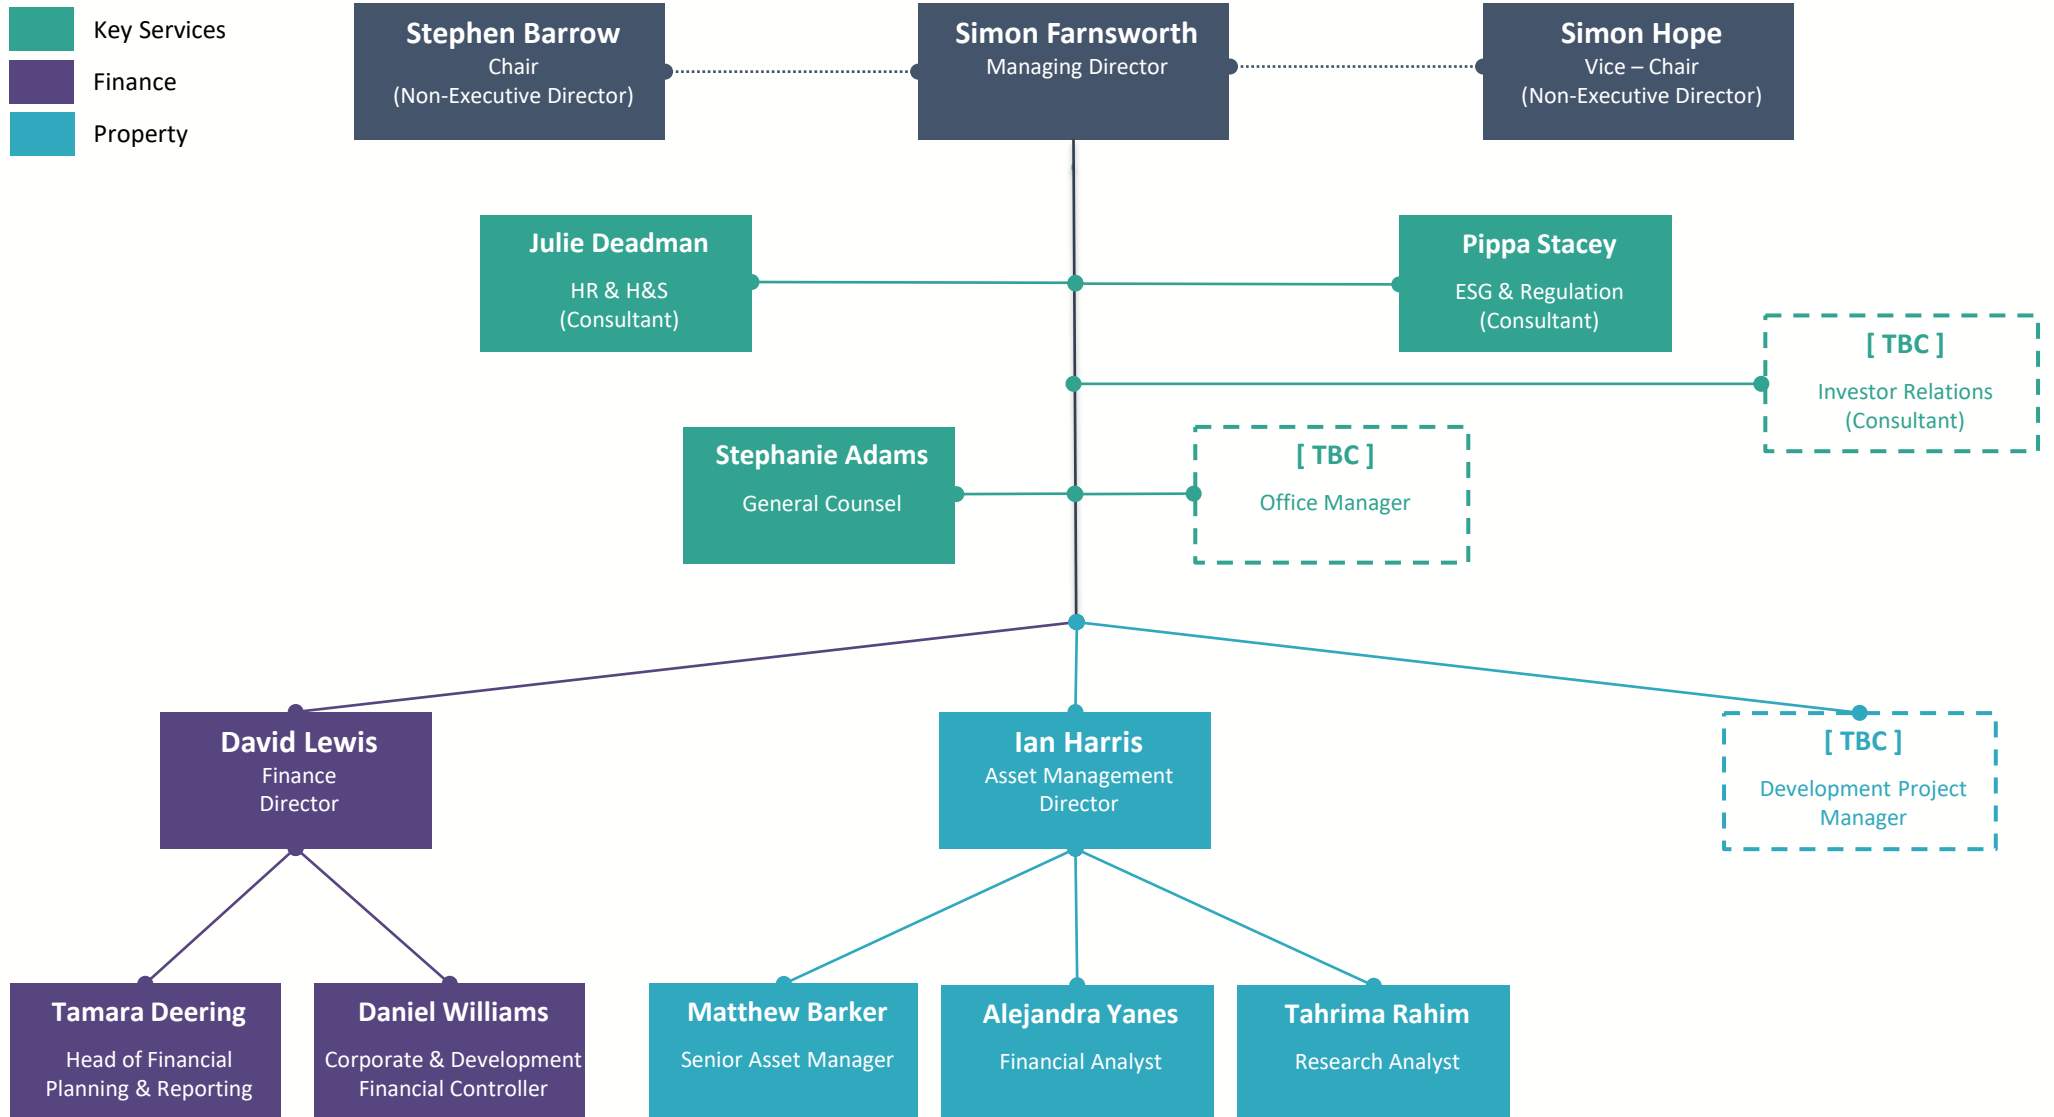 Key Services
Finance
Property
Stephen Barrow
Chair
(Non-Executive Director)
Simon Farnsworth
Managing Director
Simon Hope
Vice – Chair
(Non-Executive Director)
Julie Deadman
HR & H&S
(Consultant)
Pippa Stacey
ESG & Regulation
(Consultant)
[ TBC ]
Investor Relations
(Consultant)
Stephanie Adams
General Counsel
[ TBC ]
Office Manager
David Lewis
Finance
Director
Ian Harris
Asset Management
Director
[ TBC ]
Development Project
Manager
Tamara Deering
Head of Financial
Planning & Reporting
Daniel Williams
Corporate & Development
Financial Controller
Matthew Barker
Senior Asset Manager
Alejandra Yanes
Financial Analyst
Tahrima Rahim
Research Analyst